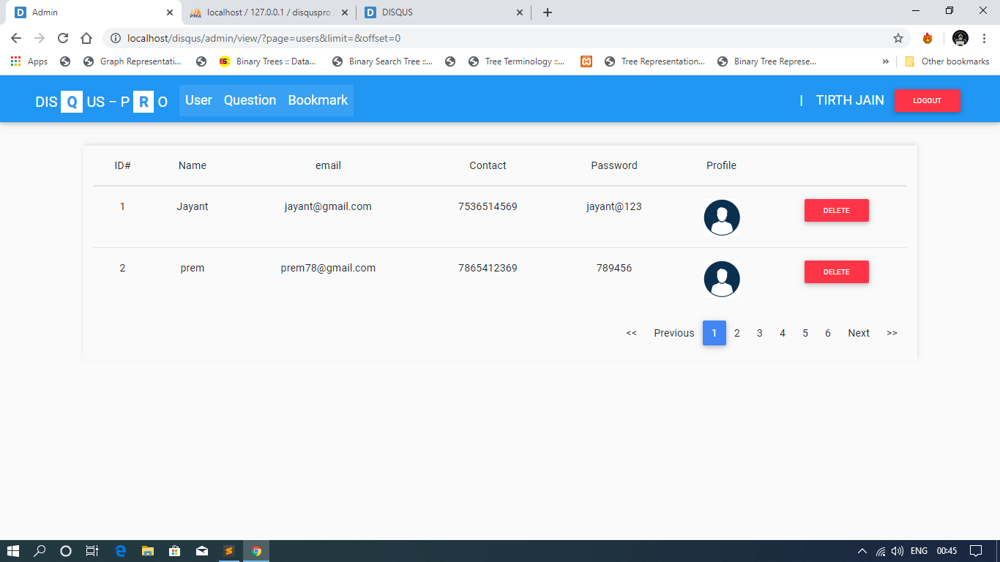 Admin
localhost / 127.0.0.1 / disquspro
DISQUS
localhost/disqus/admin/view/?page=users&limit=&offset=0
Apps
Graph Representati...
Binary Trees :: Data...
Binary Search Tree ::...
Tree Terminology ::...
Tree Representation...
Binary Tree Represe...
»
Other bookmarks
DIS Q US – P R O
User Question Bookmark
| TIRTH JAIN LOGOUT
ID# Name email Contact Password Profile
1 Jayant jayant@gmail.com 7536514569 jayant@123 DELETE
2 prem prem78@gmail.com 7865412369 789456 DELETE
<< Previous 1 2 3 4 5 6 Next >>
ENG 00:45